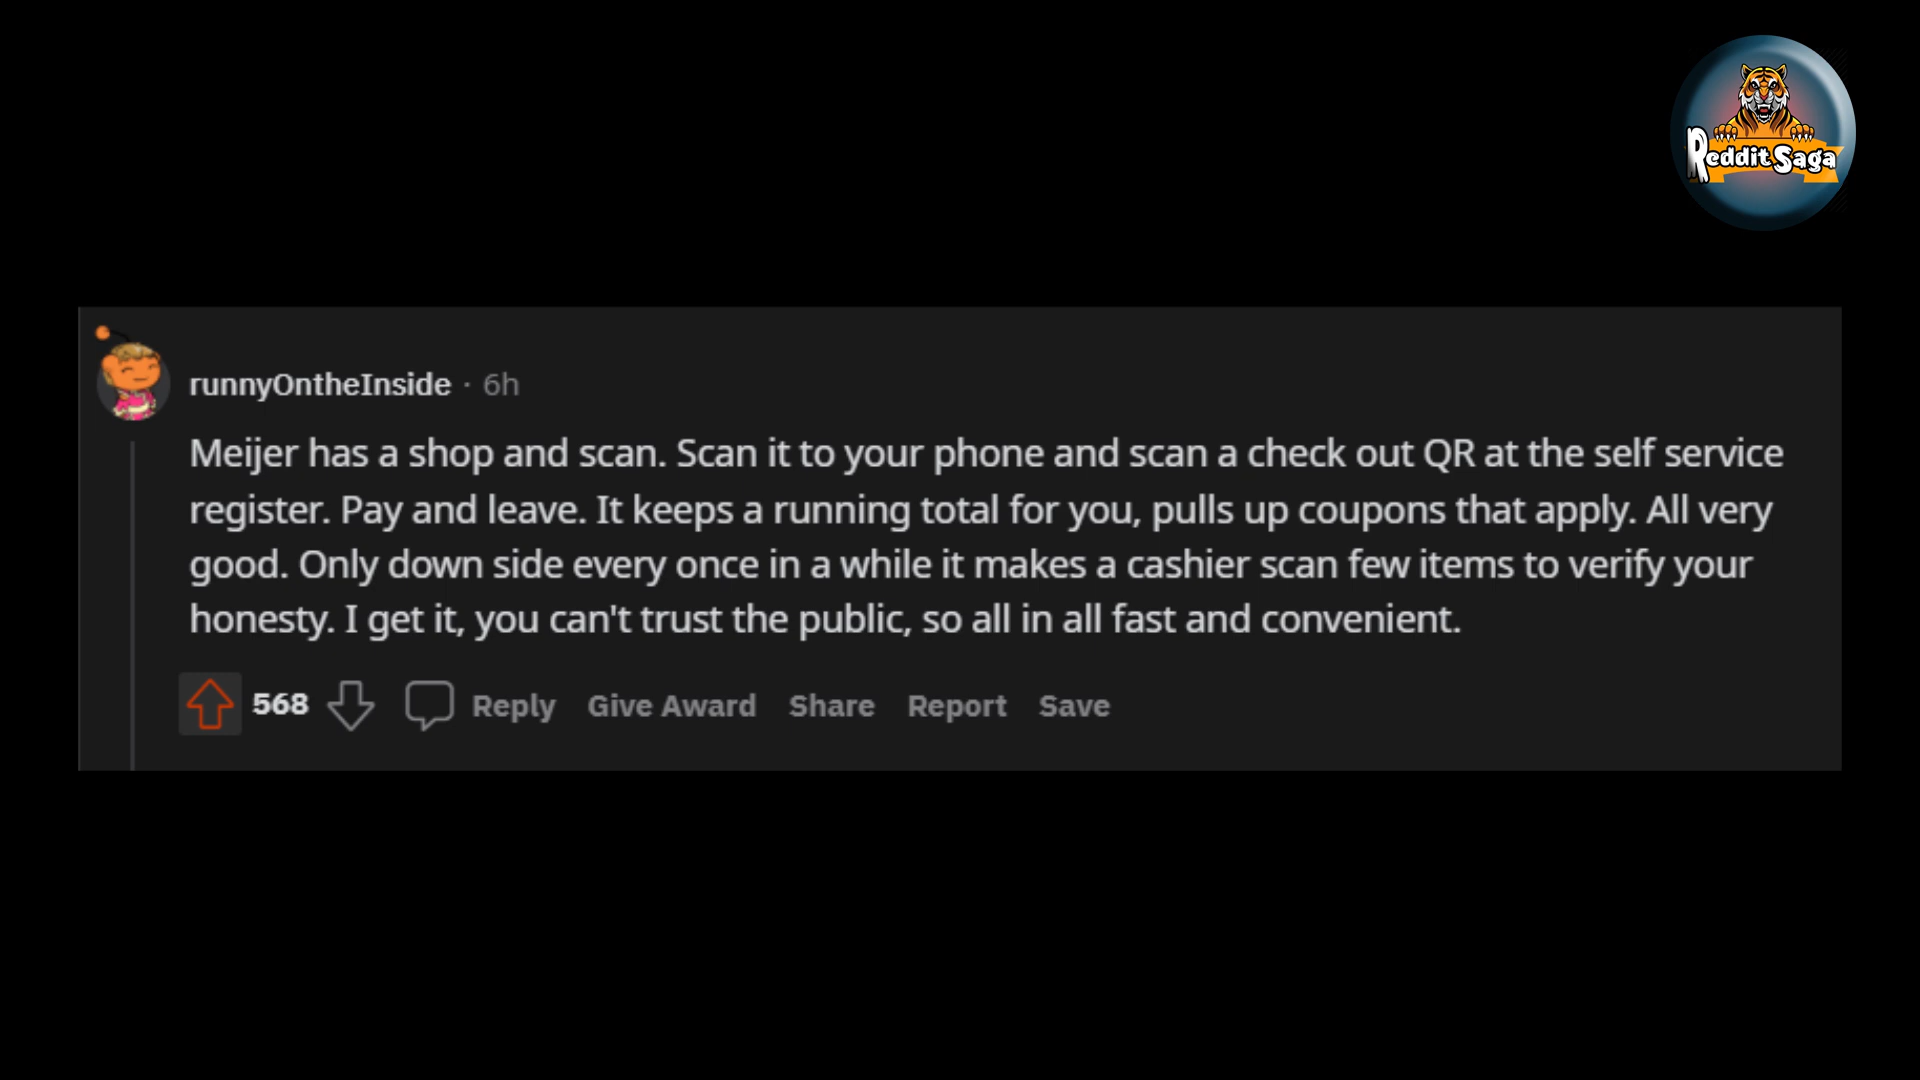 Reddit Saga
runnyOntheInside · 6h
Meijer has a shop and scan. Scan it to your phone and scan a check out QR at the self service
register. Pay and leave. It keeps a running total for you, pulls up coupons that apply. All very
good. Only down side every once in a while it makes a cashier scan few items to verify your
honesty. I get it, you can't trust the public, so all in all fast and convenient.
568 Reply Give Award Share Report Save